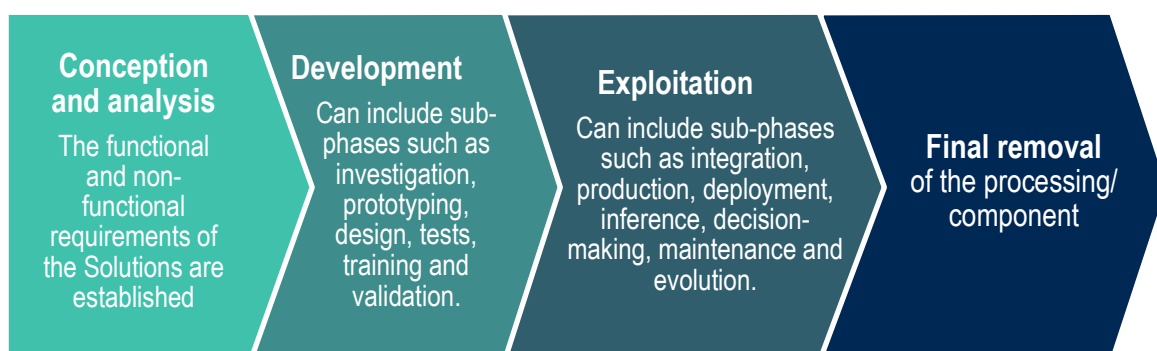 Conception
and analysis
The functional
and non-
functional
requirements of
the Solutions are
established
Development
Can include sub-
phases such as
investigation,
prototyping,
design, tests,
training and
validation.
Exploitation
Can include sub-phases
such as integration,
production, deployment,
inference, decision-
making, maintenance and
evolution.
Final removal
of the processing/
component